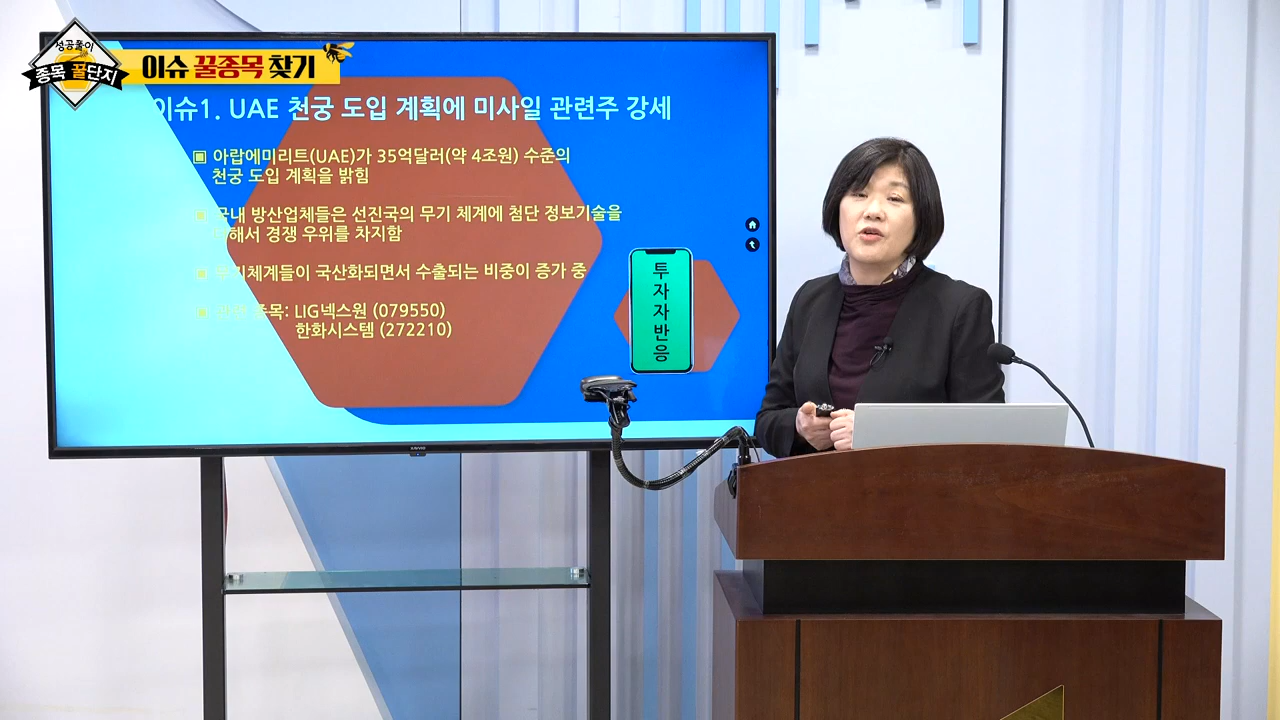 성공풀이
종목 꿀단지
이슈 꿀종목 찾기
이슈1. UAE 천궁 도입 계획에 미사일 관련주 강세
▣ 아랍에미리트(UAE)가 35억달러(약 4조원) 수준의
천궁 도입 계획을 밝힘
▣ 국내 방산업체들은 선진국의 무기 체계에 첨단 정보기술을
더해서 경쟁 우위를 차지함
▣ 무기체계들이 국산화되면서 수출되는 비중이 증가 중
▣ 관련 종목: LIG넥스원 (079550)
한화시스템 (272210)
투자자반응